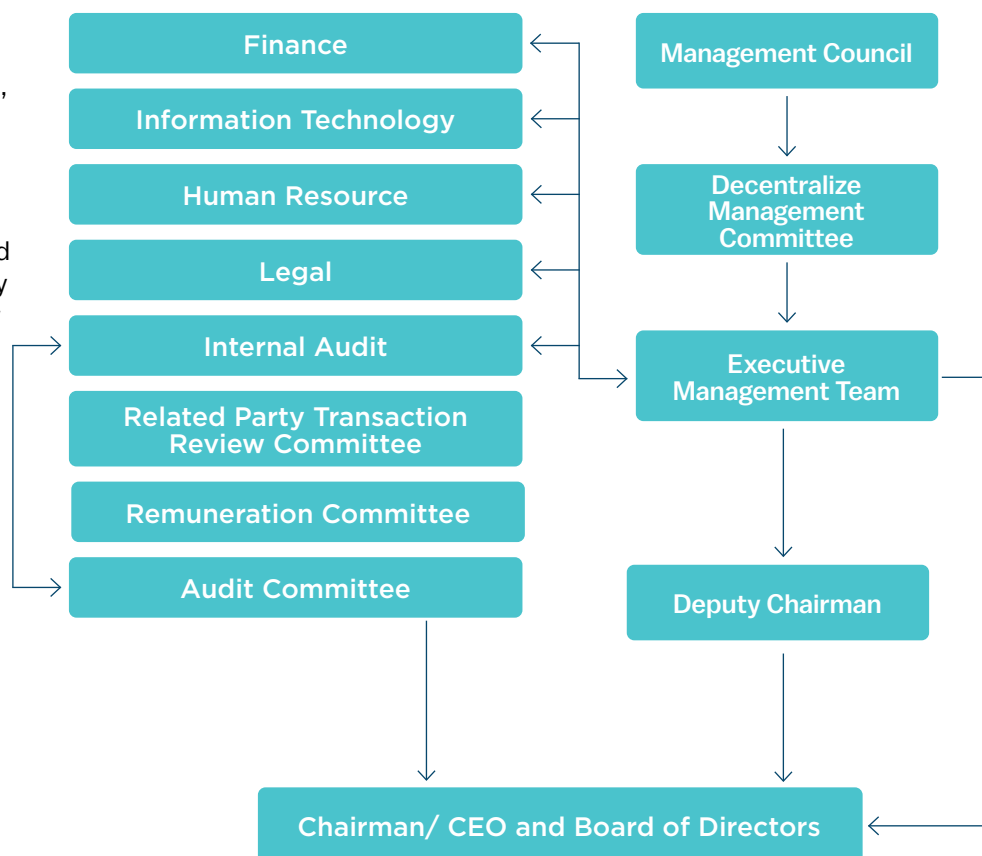 ,
d
y
Finance
Information Technology
Human Resource
Legal
Internal Audit
Related Party Transaction
Review Committee
Remuneration Committee
Audit Committee
Management Council
Decentralize
Management
Committee
Executive
Management Team
Deputy Chairman
Chairman/ CEO and Board of Directors